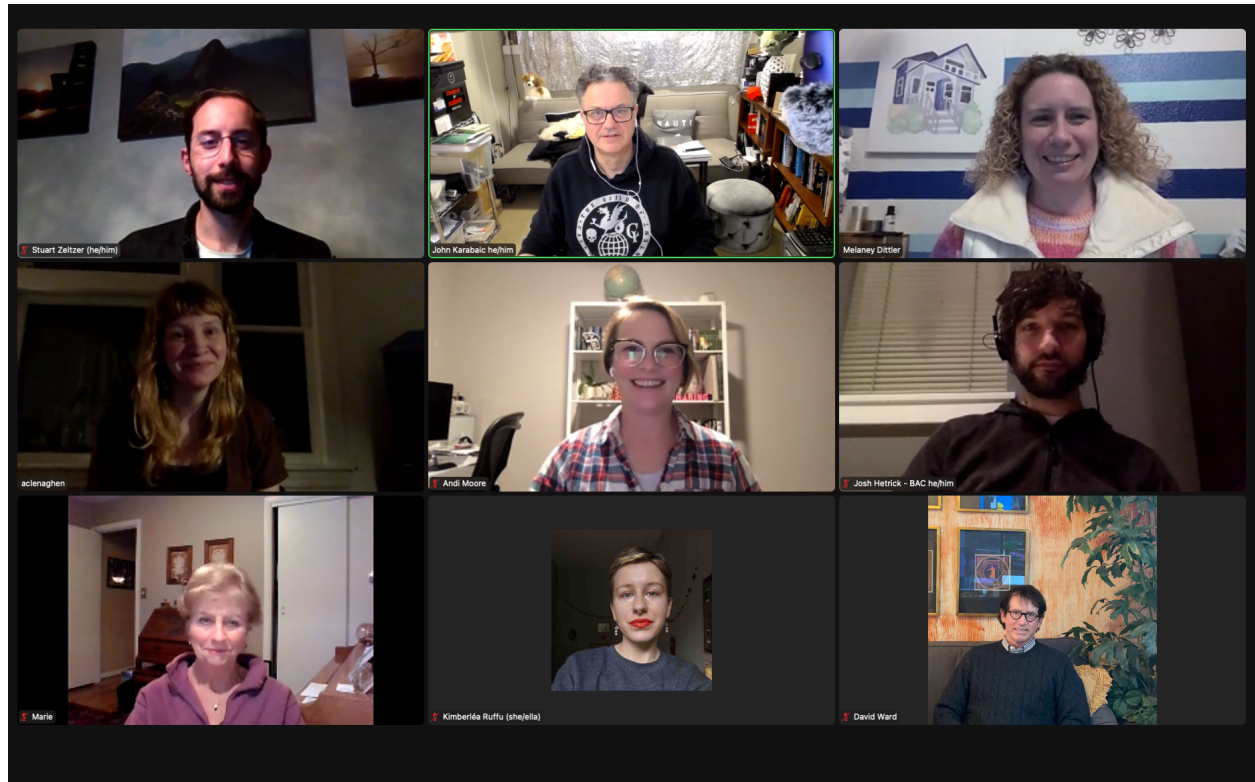 Stuart Zeltzer (he/him)
John Karabaic he/him
Melaney Dittler
aclenaghen
Andi Moore
Josh Hetrick - BAC he/him
Marie
Kimberléa Ruffu (she/ella)
David Ward